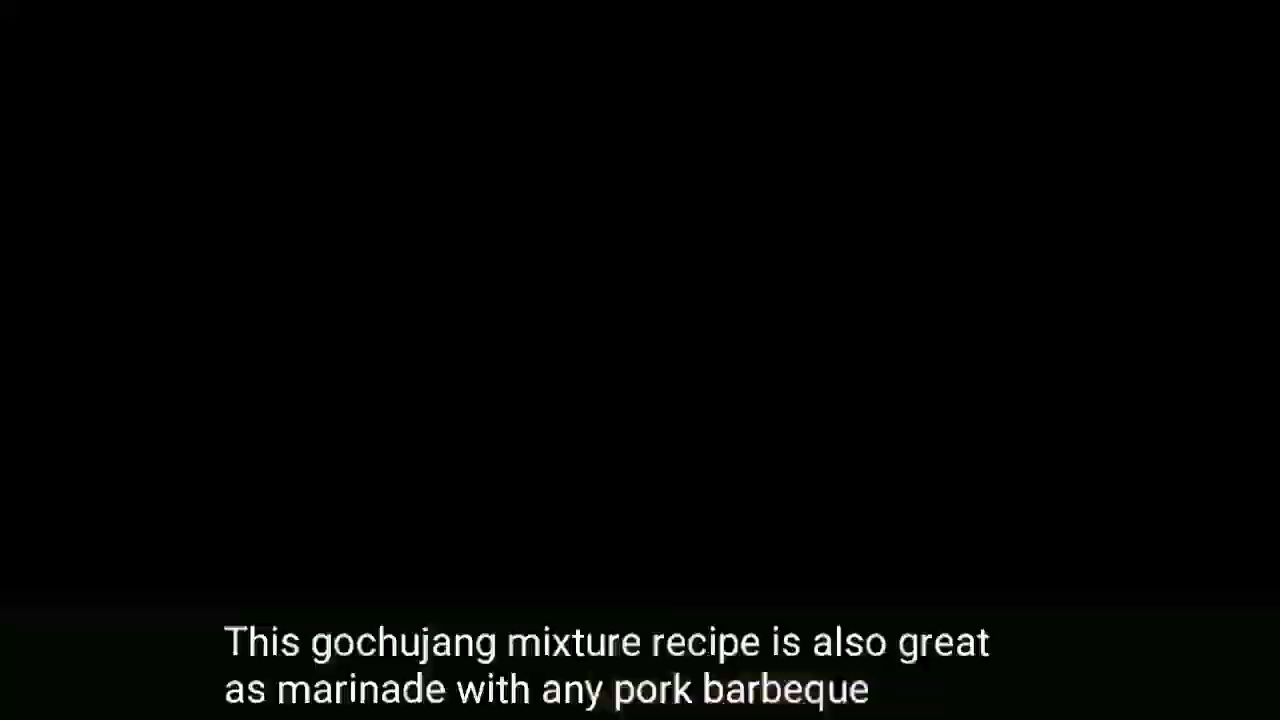 This gochujang mixture recipe is also great
as marinade with any pork barbeque